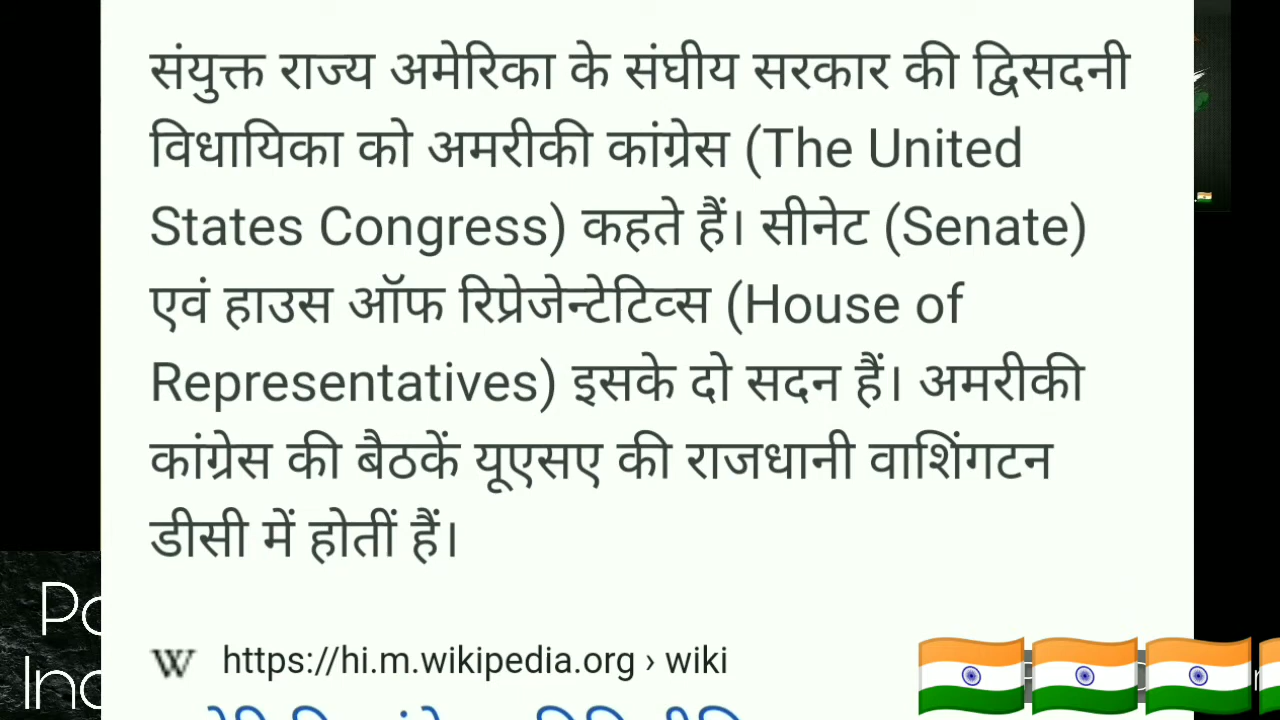 संयुक्त राज्य अमेरिका के संघीय सरकार की द्विसदनी
विधायिका को अमरीकी कांग्रेस (The United
States Congress) कहते हैं। सीनेट (Senate)
एवं हाउस ऑफ रिप्रेजेन्टेटिव्स (House of
Representatives) इसके दो सदन हैं। अमरीकी
कांग्रेस की बैठकें यूएसए की राजधानी वाशिंगटन
डीसी में होतीं हैं।
W https://hi.m.wikipedia.org › wiki